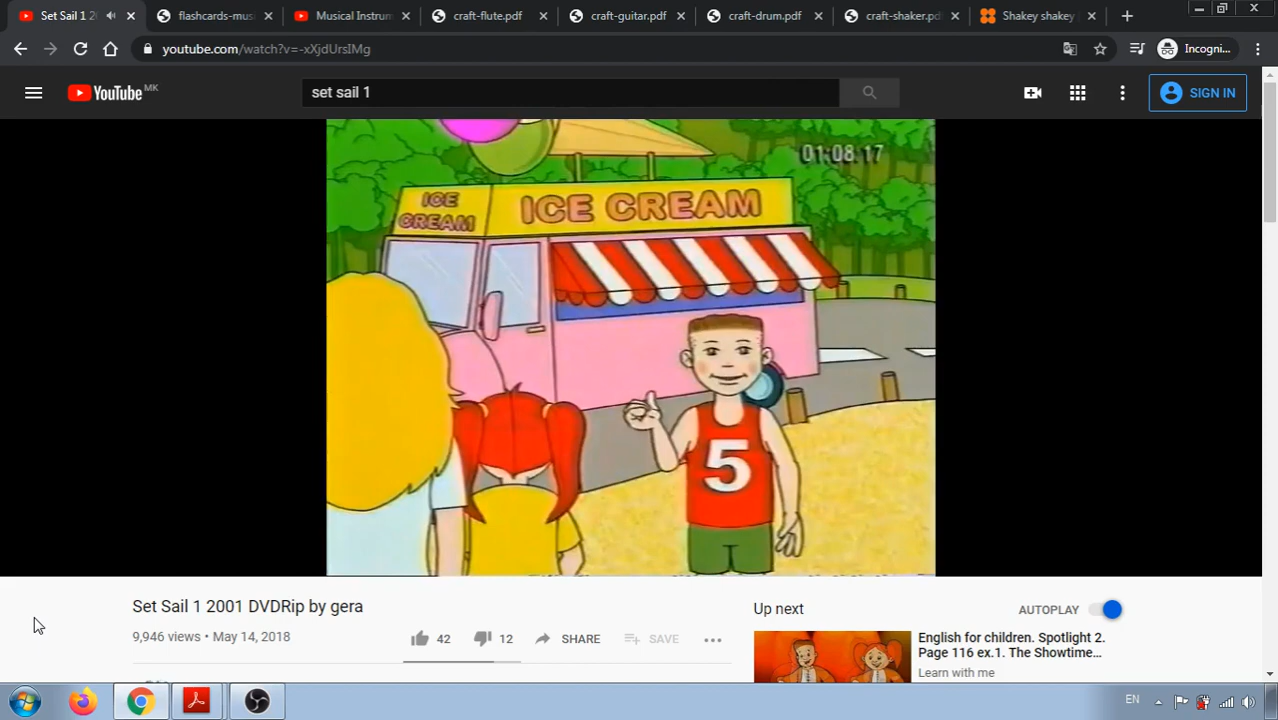 Set Sail 1 2
flashcards-mus
Musical Instrum
craft-flute.pdf
craft-guitar.pdf
craft-drum.pdf
craft-shaker.pd
Shakey shakey
youtube.com/watch?v=-xXjdUrsIMg
Incogni...
YouTube MK
set sail 1
SIGN IN
01:08:17
ICE CREAM
ICE
CREAM
5
Set Sail 1 2001 DVDRip by gera
9,946 views • May 14, 2018
42
12
SHARE
SAVE
Up next
AUTOPLAY
English for children. Spotlight 2.
Page 116 ex.1. The Showtime...
Learn with me
EN